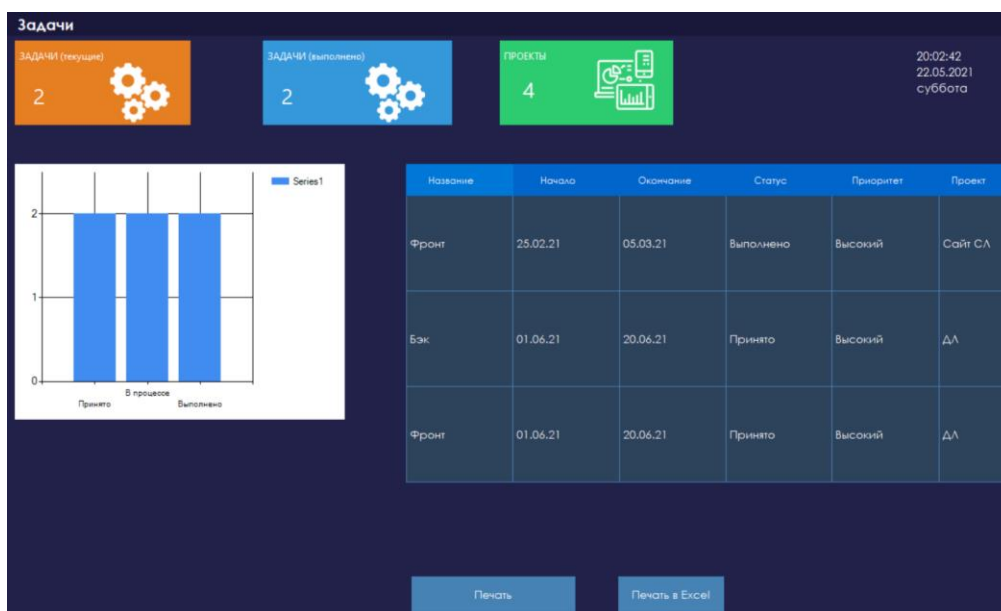 Задачи
ЗАДАЧИ (текущие)
2
ЗАДАЧИ (выполнено)
2
ПРОЕКТЫ
4
20:02:42
22.05.2021
суббота
Series1
2
1
0
Принято
В процессе
Выполнено
Название Начало Окончание Статус Приоритет Проект
Фронт 25.02.21 05.03.21 Выполнено Высокий Сайт СЛ
Бэк 01.06.21 20.06.21 Принято Высокий ДЛ
Фронт 01.06.21 20.06.21 Принято Высокий ДЛ
Печать
Печать в Excel